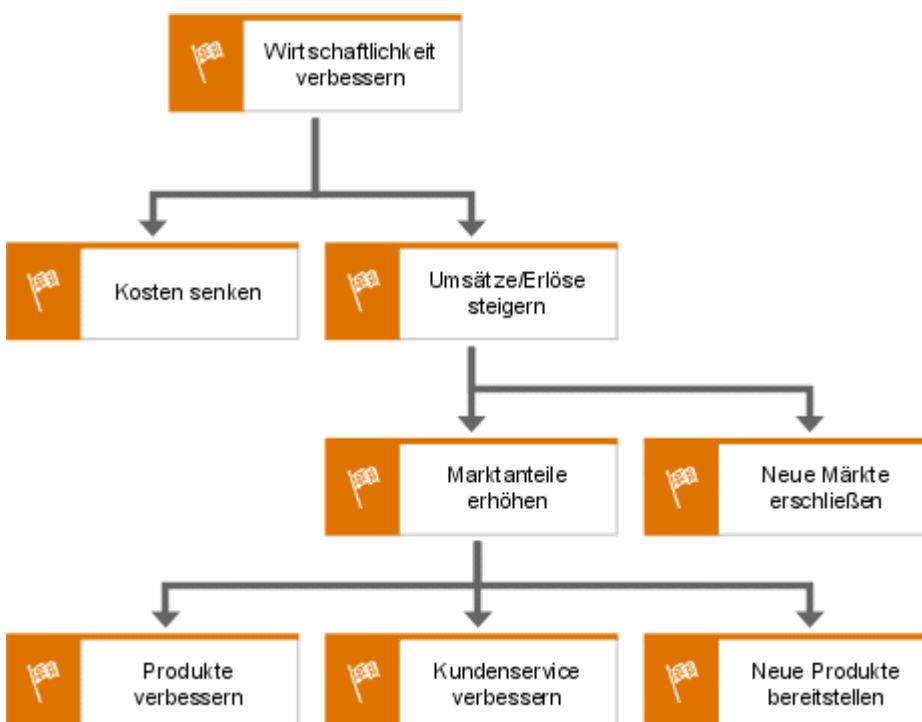 Wirtschaftlichkeit
verbessern
Kosten senken
Umsätze/Erlöse
steigern
Marktanteile
erhöhen
Neue Märkte
erschließen
Produkte
verbessern
Kundenservice
verbessern
Neue Produkte
bereitstellen